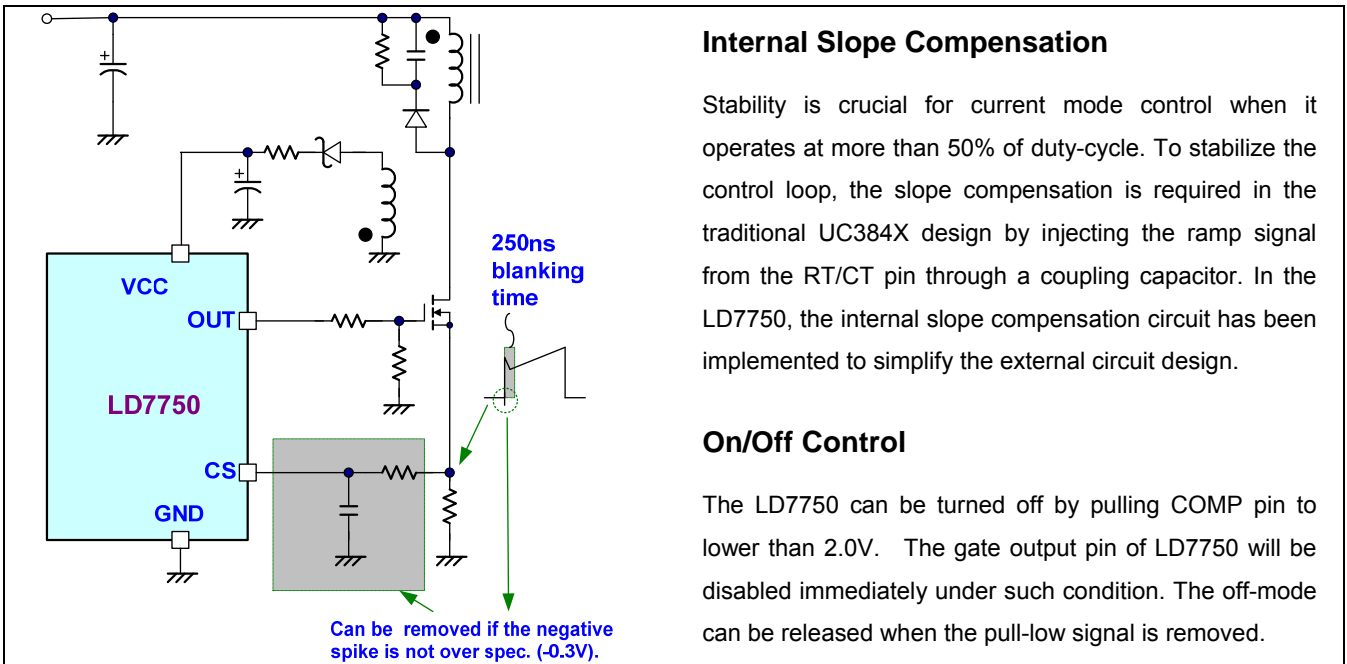 VCC
OUT
LD7750
CS
GND
250ns
blanking
time
+
+
Can be removed if the negative
spike is not over spec. (-0.3V).
Internal Slope Compensation
Stability is crucial for current mode control when it
operates at more than 50% of duty-cycle. To stabilize the
control loop, the slope compensation is required in the
traditional UC384X design by injecting the ramp signal
from the RT/CT pin through a coupling capacitor. In the
LD7750, the internal slope compensation circuit has been
implemented to simplify the external circuit design.
On/Off Control
The LD7750 can be turned off by pulling COMP pin to
lower than 2.0V. The gate output pin of LD7750 will be
disabled immediately under such condition. The off-mode
can be released when the pull-low signal is removed.